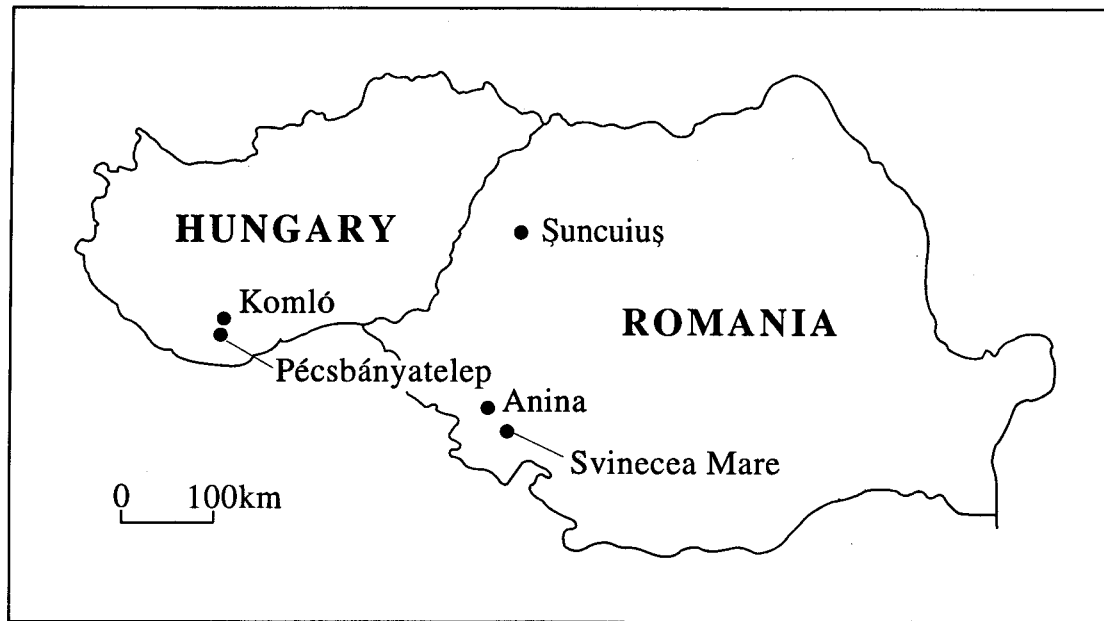 Şuncuiuş
HUNGARY
Komló
ROMANIA
Pécsbányatelep
Anina
Svinecea Mare
0 100km